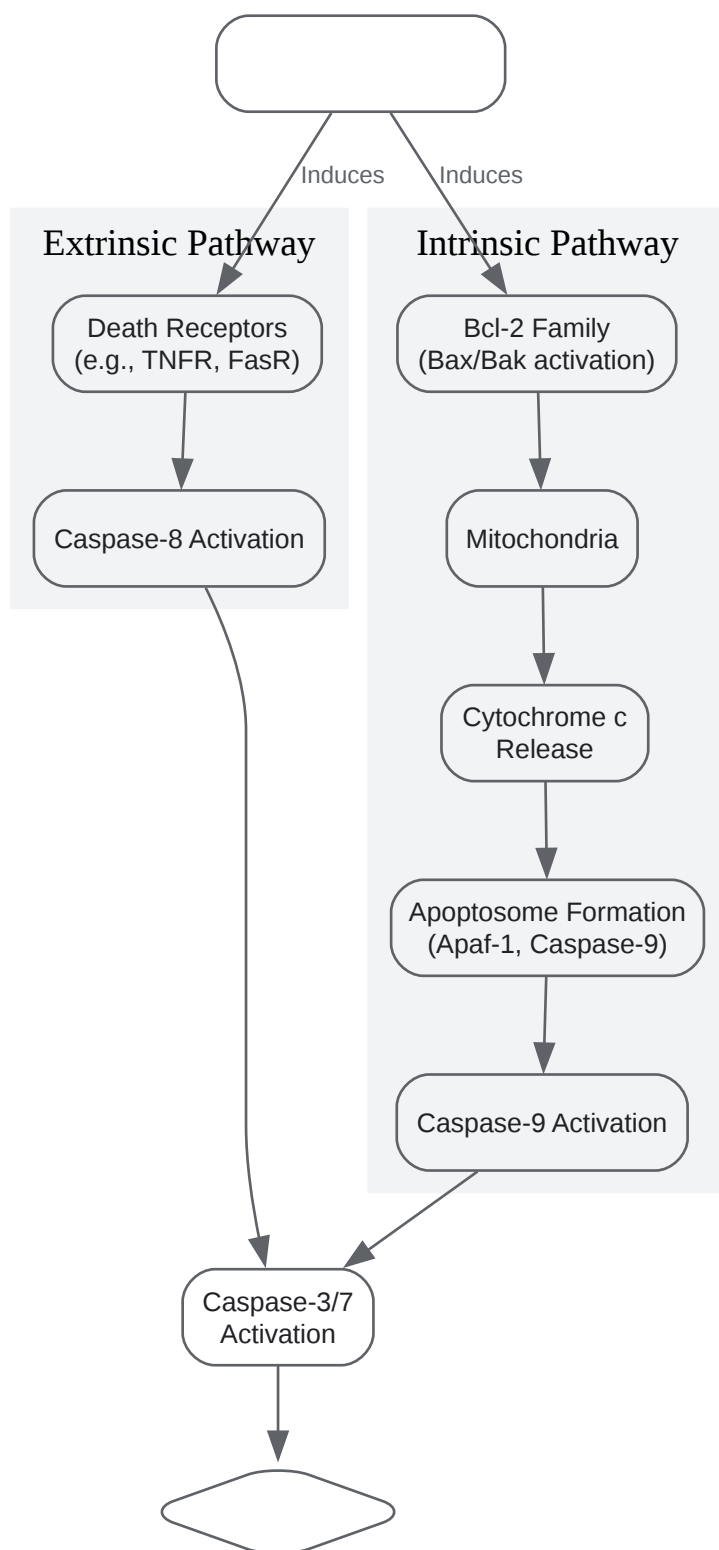 Induces
Induces
Extrinsic Pathway
Intrinsic Pathway
Death Receptors
(e.g., TNFR, FasR)
Bcl-2 Family
(Bax/Bak activation)
Caspase-8 Activation
Mitochondria
Cytochrome c
Release
Apoptosome Formation
(Apaf-1, Caspase-9)
Caspase-9 Activation
Caspase-3/7
Activation